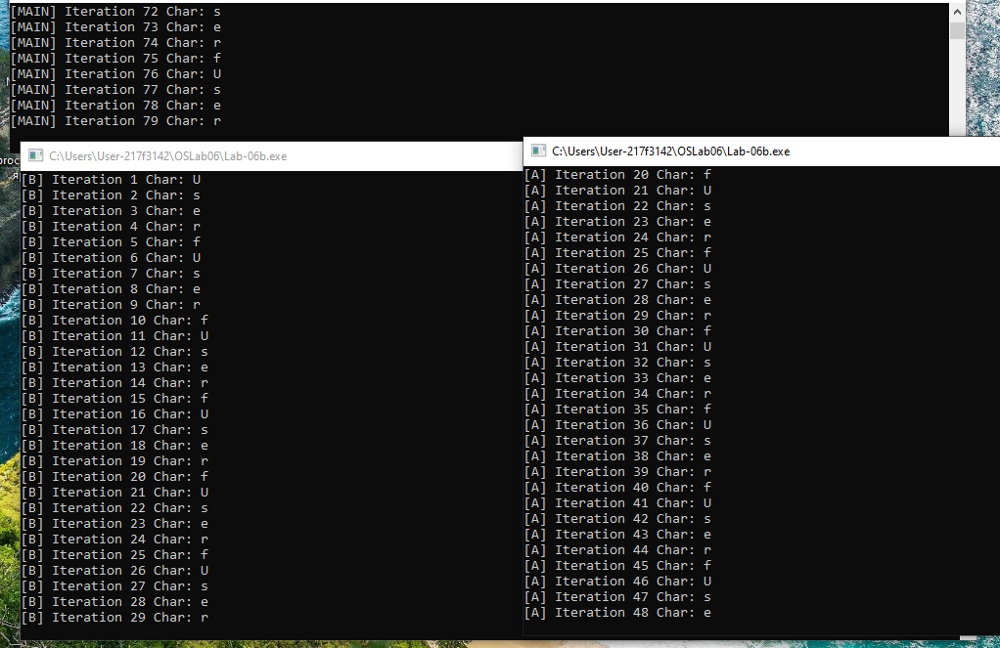 [MAIN] Iteration 72 Char: s
[MAIN] Iteration 73 Char: e
[MAIN] Iteration 74 Char: r
[MAIN] Iteration 75 Char: f
[MAIN] Iteration 76 Char: U
[MAIN] Iteration 77 Char: s
[MAIN] Iteration 78 Char: e
[MAIN] Iteration 79 Char: r
C:\Users\User-217f3142\OSLab06\Lab-06b.exe
[B] Iteration 1 Char: U
[B] Iteration 2 Char: s
[B] Iteration 3 Char: e
[B] Iteration 4 Char: r
[B] Iteration 5 Char: f
[B] Iteration 6 Char: U
[B] Iteration 7 Char: s
[B] Iteration 8 Char: e
[B] Iteration 9 Char: r
[B] Iteration 10 Char: f
[B] Iteration 11 Char: U
[B] Iteration 12 Char: s
[B] Iteration 13 Char: e
[B] Iteration 14 Char: r
[B] Iteration 15 Char: f
[B] Iteration 16 Char: U
[B] Iteration 17 Char: s
[B] Iteration 18 Char: e
[B] Iteration 19 Char: r
[B] Iteration 20 Char: f
[B] Iteration 21 Char: U
[B] Iteration 22 Char: s
[B] Iteration 23 Char: e
[B] Iteration 24 Char: r
[B] Iteration 25 Char: f
[B] Iteration 26 Char: U
[B] Iteration 27 Char: s
[B] Iteration 28 Char: e
[B] Iteration 29 Char: r
C:\Users\User-217f3142\OSLab06\Lab-06b.exe
[A] Iteration 20 Char: f
[A] Iteration 21 Char: U
[A] Iteration 22 Char: s
[A] Iteration 23 Char: e
[A] Iteration 24 Char: r
[A] Iteration 25 Char: f
[A] Iteration 26 Char: U
[A] Iteration 27 Char: s
[A] Iteration 28 Char: e
[A] Iteration 29 Char: r
[A] Iteration 30 Char: f
[A] Iteration 31 Char: U
[A] Iteration 32 Char: s
[A] Iteration 33 Char: e
[A] Iteration 34 Char: r
[A] Iteration 35 Char: f
[A] Iteration 36 Char: U
[A] Iteration 37 Char: s
[A] Iteration 38 Char: e
[A] Iteration 39 Char: r
[A] Iteration 40 Char: f
[A] Iteration 41 Char: U
[A] Iteration 42 Char: s
[A] Iteration 43 Char: e
[A] Iteration 44 Char: r
[A] Iteration 45 Char: f
[A] Iteration 46 Char: U
[A] Iteration 47 Char: s
[A] Iteration 48 Char: e